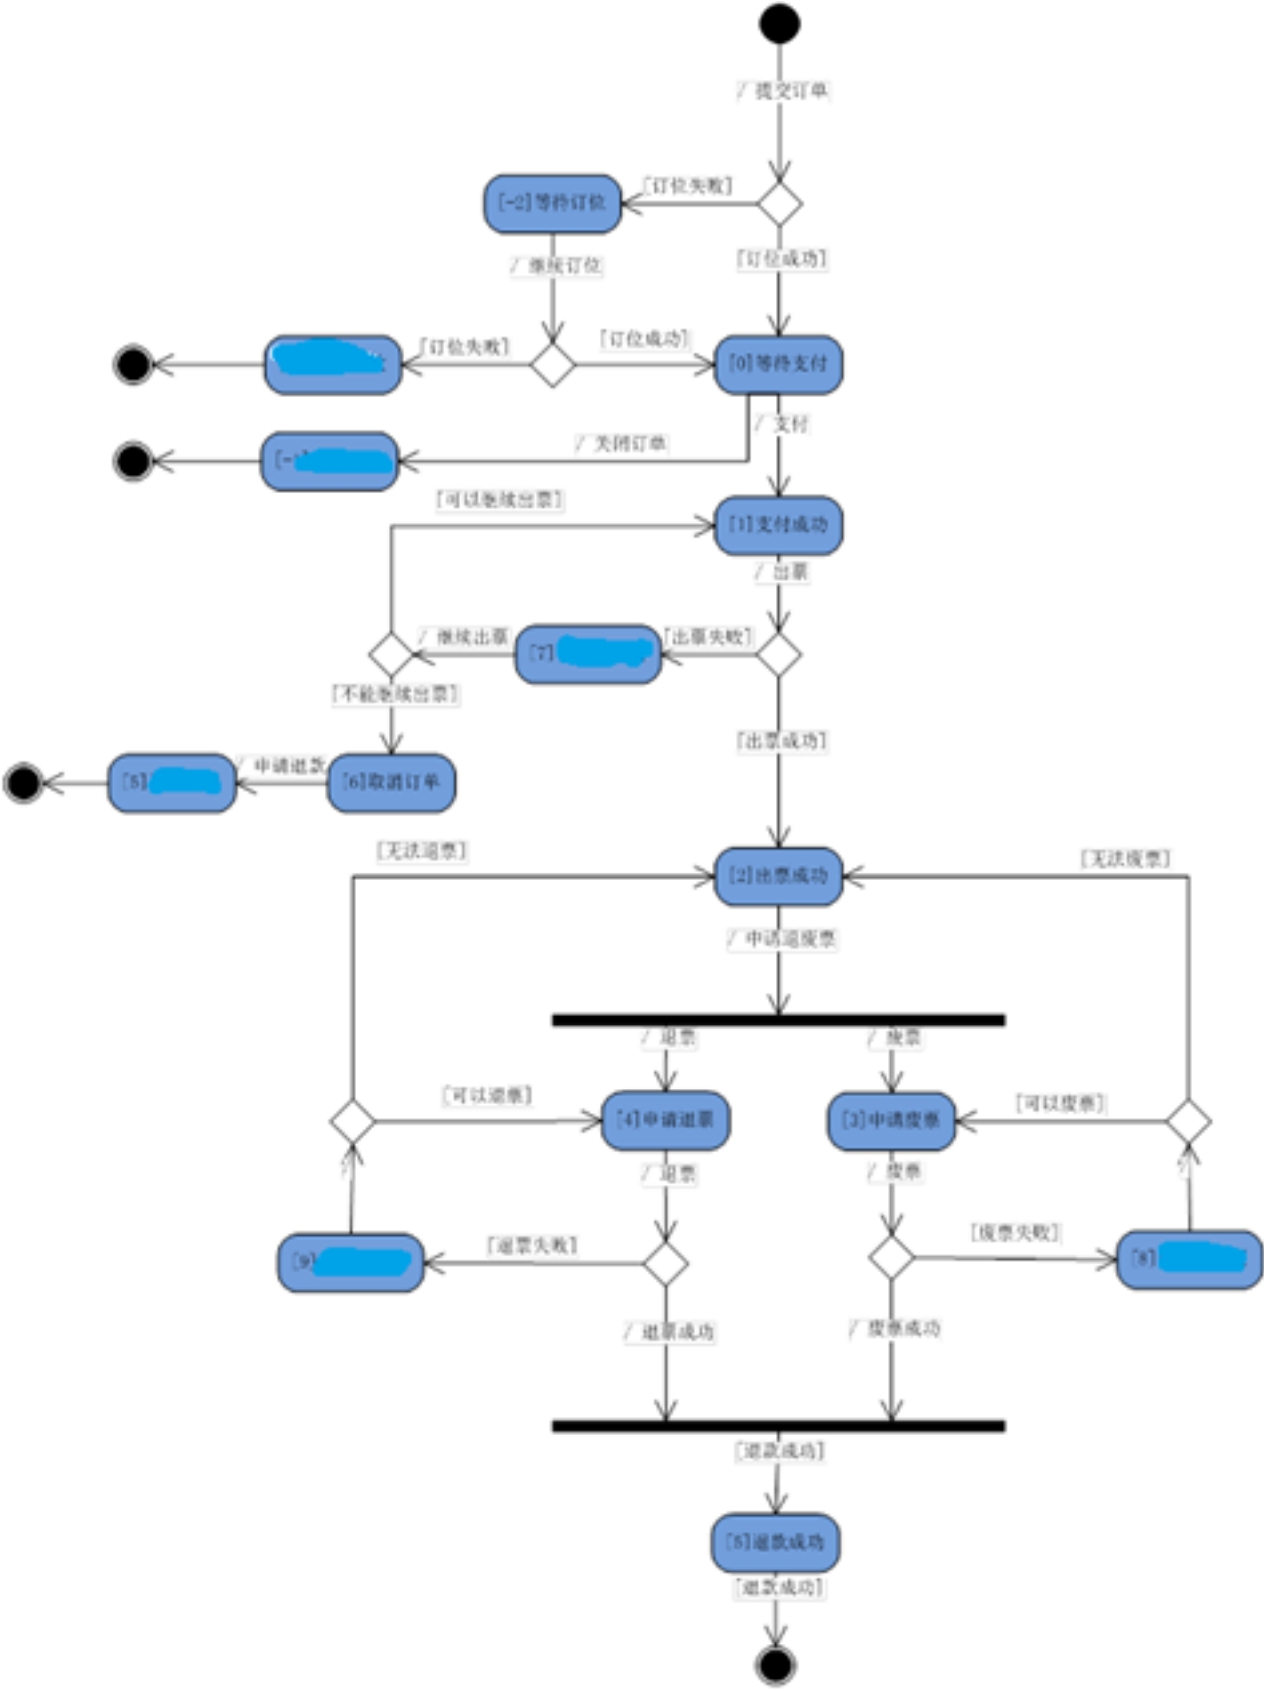 / 提交订单
[订位失败]
[-2]等待订位
[订位成功]
/ 继续订位
[订位失败]
[订位成功]
[0]等待支付
/ 支付
/ 关闭订单
[-
[可以继续出票]
[1]支付成功
/ 出票
/ 继续出票
[7]
[出票失败]
[不能继续出票]
[出票成功]
[5]
/ 申请退款
[6]取消订单
[无法退票]
[2]出票成功
[无法废票]
/ 申请退废票
/ 退票
/ 废票
[可以退票]
[4]申请退票
[3]申请废票
[可以废票]
/
/ 退票
/ 废票
/
[9]
[退票失败]
[废票失败]
[8]
/ 退票成功
/ 废票成功
[退款成功]
[5]退款成功
[退款成功]